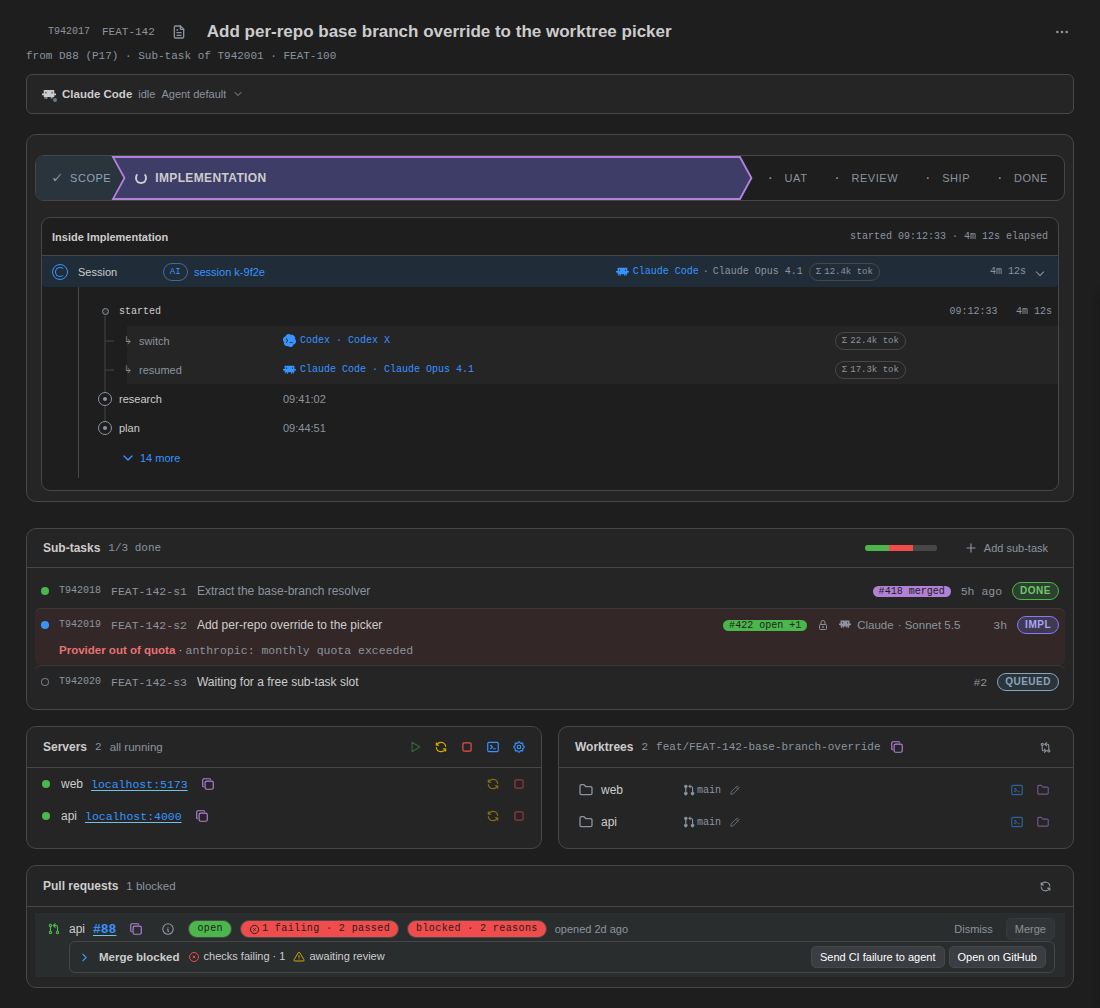 T942017 FEAT-142 Add per-repo base branch override to the worktree picker
from D88 (P17) · Sub-task of T942001 · FEAT-100
Claude Code idle Agent default
SCOPE IMPLEMENTATION · UAT · REVIEW · SHIP · DONE
Inside Implementation started 09:12:33 · 4m 12s elapsed
Session AI session k-9f2e Claude Code · Claude Opus 4.1 Σ 12.4k tok 4m 12s
started 09:12:33 4m 12s
↳ switch Codex · Codex X Σ 22.4k tok
↳ resumed Claude Code · Claude Opus 4.1 Σ 17.3k tok
research 09:41:02
plan 09:44:51
14 more
Sub-tasks 1/3 done Add sub-task
T942018 FEAT-142-s1 Extract the base-branch resolver #418 merged 5h ago DONE
T942019 FEAT-142-s2 Add per-repo override to the picker #422 open +1 Claude · Sonnet 5.5 3h IMPL
Provider out of quota · anthropic: monthly quota exceeded
T942020 FEAT-142-s3 Waiting for a free sub-task slot #2 QUEUED
Servers 2 all running
web localhost:5173
api localhost:4000
Worktrees 2 feat/FEAT-142-base-branch-override
web main
api main
Pull requests 1 blocked
api #88 open 1 failing · 2 passed blocked · 2 reasons opened 2d ago Dismiss Merge
Merge blocked checks failing · 1 awaiting review Send CI failure to agent Open on GitHub